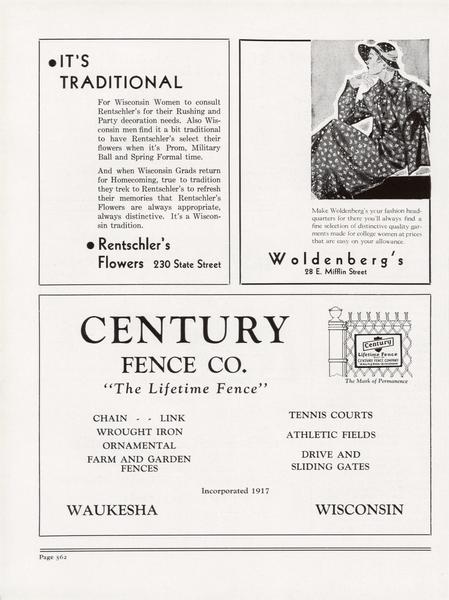 IT'S
TRADITIONAL
For Wisconsin Women to consult
Rentschler's for their Rushing and
Party decoration needs. Also Wis-
consin men find it a bit traditional
to have Rentschler's select their
flowers when it's Prom, Military
Ball and Spring Formal time.
And when Wisconsin Grads return
for Homecoming, true to tradition
they trek to Rentschler's to refresh
their memories that Rentschler's
Flowers are always appropriate,
always distinctive. It's a Wiscon-
sin tradition.
Rentschler's
Flowers 230 State Street
Make Woldenberg's your fashion head-
quarters for there you'll always find a
fine selection of distinctive quality gar-
ments made for college women at prices
that are easy on your allowance.
Woldenberg's
28 E. Mifflin Street
CENTURY
FENCE CO.
"The Lifetime Fence"
Century
Lifetime Fence
CENTURY FENCE COMPANY
The Mark of Permanence
CHAIN - - LINK
WROUGHT IRON
ORNAMENTAL
FARM AND GARDEN
FENCES
TENNIS COURTS
ATHLETIC FIELDS
DRIVE AND
SLIDING GATES
Incorporated 1917
WAUKESHA WISCONSIN
Page 562